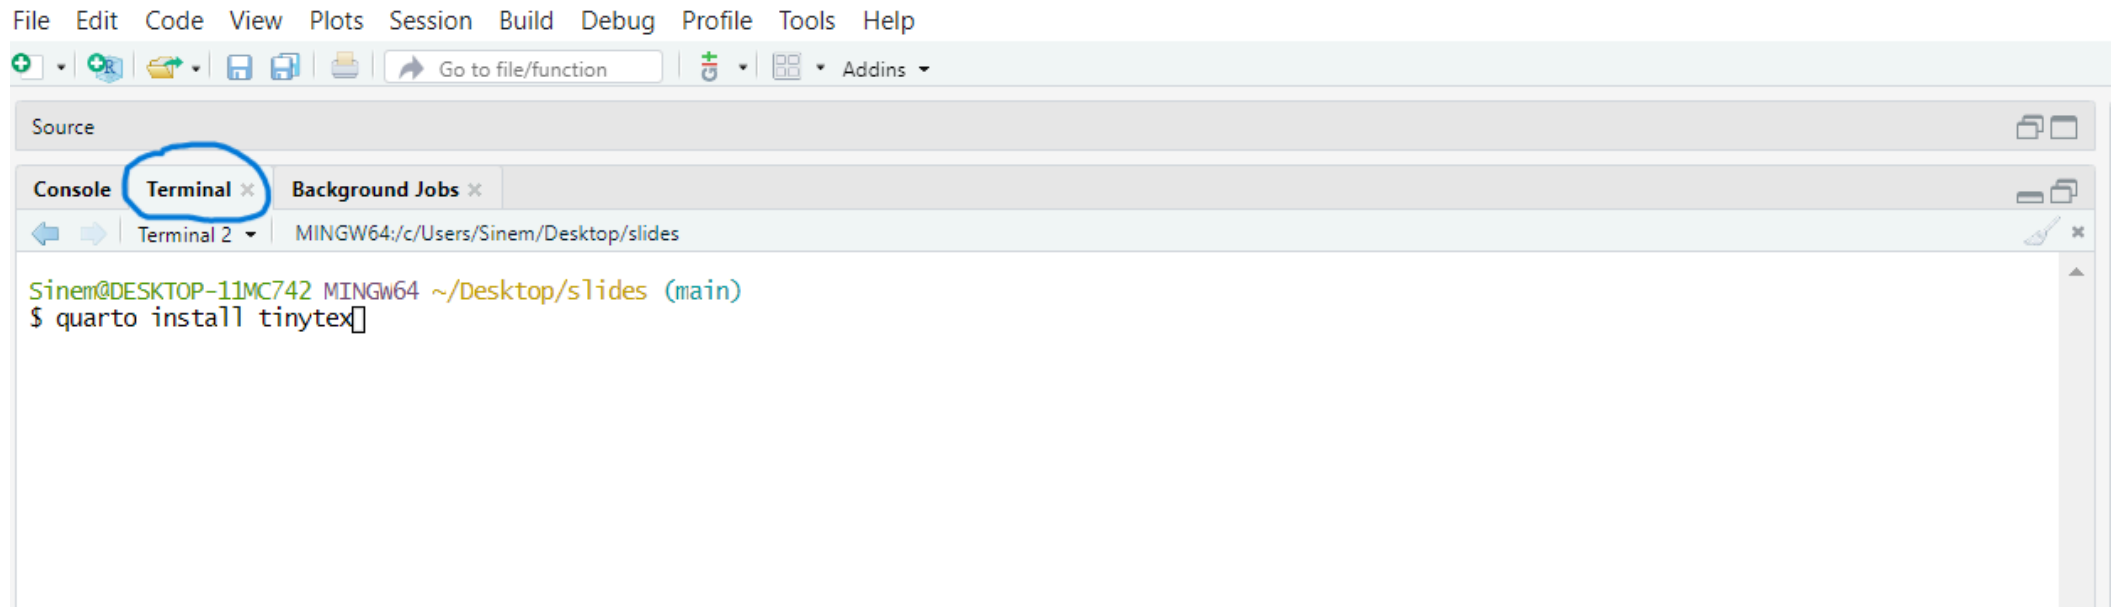 File Edit Code View Plots Session Build Debug Profile Tools Help
Go to file/function Addins
Source
Console Terminal Background Jobs
Terminal 2 MINGW64:/c/Users/Sinem/Desktop/slides
Sinem@DESKTOP-11MC742 MINGW64 ~/Desktop/slides (main)
$ quarto install tinytex